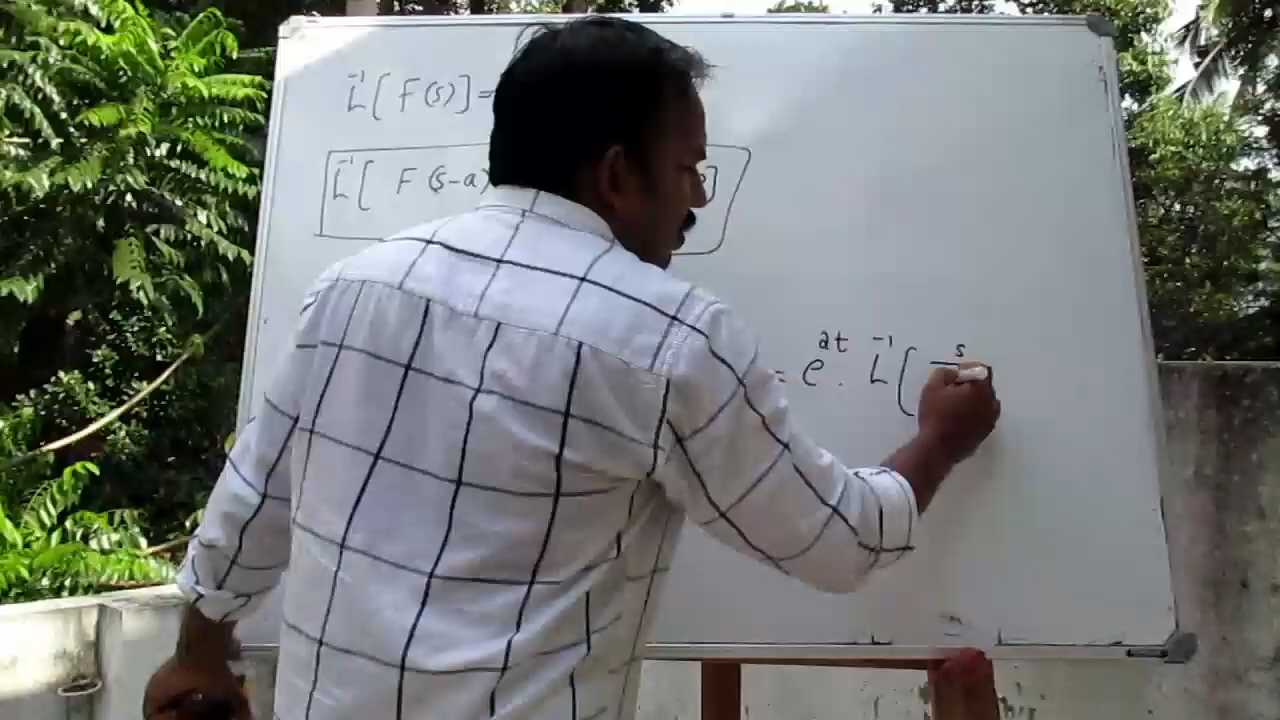 L⁻¹[F(s)]=
L⁻¹[ F(s-a)
= e^at . L⁻¹[ s